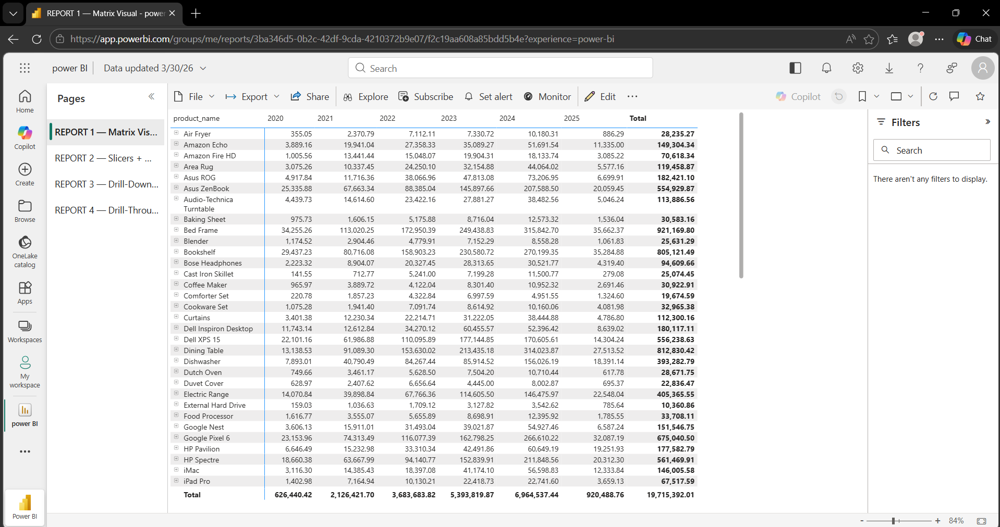 REPORT 1 — Matrix Visual - power
https://app.powerbi.com/groups/me/reports/3ba346d5-0b2c-42df-9cda-4210372b9e07/f2c19aa608a85bdd5b4e?experience=power-bi
Chat
power BI
Data updated 3/30/26
Search
Home
Copilot
Create
Browse
OneLake
catalog
Apps
Workspaces
My
workspace
power BI
Power BI
Pages
REPORT 1 — Matrix Vis...
REPORT 2 — Slicers + ...
REPORT 3 — Drill-Down...
REPORT 4 — Drill-Throu...
File Export Share Explore Subscribe Set alert Monitor Edit Copilot
product_name 2020 2021 2022 2023 2024 2025 Total
Air Fryer 355.05 2,370.79 7,112.11 7,330.72 10,180.31 886.29 28,235.27
Amazon Echo 3,889.16 19,941.04 27,358.33 35,089.27 51,691.54 11,335.00 149,304.34
Amazon Fire HD 1,005.56 13,441.44 15,048.07 19,904.31 18,133.74 3,085.22 70,618.34
Area Rug 3,075.26 10,337.45 24,250.10 32,154.88 44,064.02 5,577.16 119,458.87
Asus ROG 4,917.84 11,716.36 38,066.96 47,813.08 73,206.95 6,699.91 182,421.10
Asus ZenBook 25,335.88 67,663.34 88,385.04 145,897.66 207,588.50 20,059.45 554,929.87
Audio-Technica 4,439.73 14,614.60 23,422.16 27,881.27 38,482.56 5,046.24 113,886.56
Turntable
Baking Sheet 975.73 1,606.15 5,175.88 8,716.04 12,573.32 1,536.04 30,583.16
Bed Frame 34,255.26 113,020.25 172,950.39 249,438.83 315,842.70 35,662.37 921,169.80
Blender 1,174.52 2,904.46 4,779.91 7,152.29 8,558.28 1,061.83 25,631.29
Bookshelf 29,437.23 80,716.08 158,903.23 230,580.72 270,199.35 35,284.88 805,121.49
Bose Headphones 2,223.32 8,904.07 20,327.45 28,313.65 30,521.77 4,319.40 94,609.66
Cast Iron Skillet 141.55 712.77 5,241.00 7,199.28 11,500.77 279.08 25,074.45
Coffee Maker 965.97 3,889.72 4,122.04 8,301.40 10,952.32 2,691.46 30,922.91
Comforter Set 220.78 1,857.23 4,322.84 6,997.59 4,951.55 1,324.60 19,674.59
Cookware Set 1,075.28 1,941.40 7,091.74 8,614.92 10,160.06 4,081.98 32,965.38
Curtains 3,401.38 12,230.34 22,214.71 31,222.05 38,444.88 4,786.80 112,300.16
Dell Inspiron Desktop 11,743.14 12,612.84 34,270.12 60,455.57 52,396.42 8,639.02 180,117.11
Dell XPS 15 22,101.16 61,986.88 110,095.89 177,144.85 170,605.61 14,304.24 556,238.63
Dining Table 13,138.53 91,089.30 153,630.02 213,435.18 314,023.87 27,513.52 812,830.42
Dishwasher 7,893.01 40,790.49 84,267.44 85,914.52 156,026.19 18,391.14 393,282.79
Dutch Oven 749.66 3,461.17 5,628.50 7,504.20 10,710.44 617.78 28,671.75
Duvet Cover 628.97 2,407.62 6,656.64 4,445.00 8,002.87 695.37 22,836.47
Electric Range 14,070.84 39,898.84 67,766.36 114,605.50 146,475.97 22,548.04 405,365.55
External Hard Drive 159.03 1,036.63 1,709.12 3,127.82 3,542.62 785.64 10,360.86
Food Processor 1,616.77 3,555.07 5,655.89 8,698.91 12,395.92 1,785.55 33,708.11
Google Nest 3,606.13 15,911.01 31,493.04 39,021.87 54,927.46 6,587.24 151,546.75
Google Pixel 6 23,153.96 74,313.49 116,077.39 162,798.25 266,610.22 32,087.19 675,040.50
HP Pavilion 6,646.49 15,232.98 33,310.34 42,491.86 60,649.19 19,251.93 177,582.79
HP Spectre 18,660.38 63,667.99 94,140.77 152,839.91 211,848.56 20,312.30 561,469.91
iMac 3,116.30 14,385.43 18,397.08 41,174.10 56,598.83 12,333.84 146,005.58
iPad Pro 1,402.98 7,164.94 10,130.21 22,418.73 22,741.60 3,659.13 67,517.59
Total 626,440.42 2,126,421.70 3,683,683.82 5,393,819.87 6,964,537.44 920,488.76 19,715,392.01
Filters
Search
There aren't any filters to display.
84%